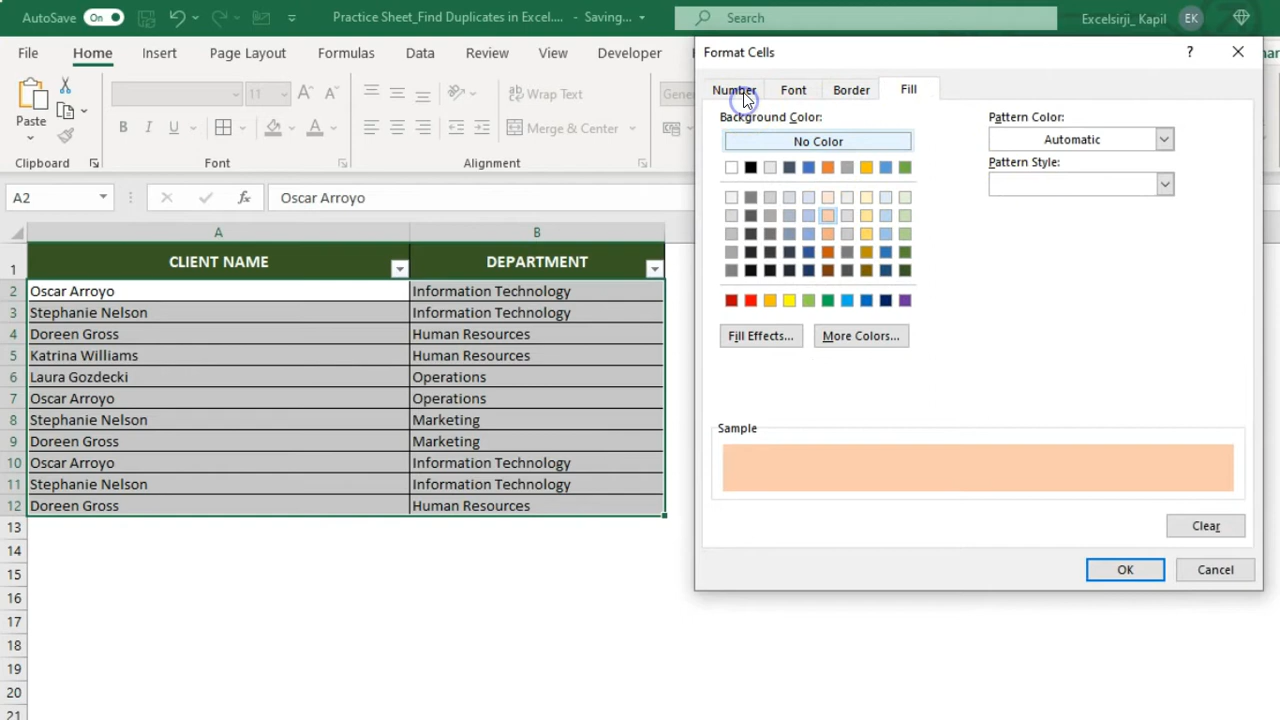 AutoSave On Practice Sheet_Find Duplicates in Excel.... - Saving... Search Excelsirji_ Kapil EK
File Home Insert Page Layout Formulas Data Review View Developer
Paste
11
B I U
Wrap Text
Merge & Center
Gener
Clipboard Font Alignment
A2 fx Oscar Arroyo
A B
1 CLIENT NAME DEPARTMENT
2 Oscar Arroyo Information Technology
3 Stephanie Nelson Information Technology
4 Doreen Gross Human Resources
5 Katrina Williams Human Resources
6 Laura Gozdecki Operations
7 Oscar Arroyo Operations
8 Stephanie Nelson Marketing
9 Doreen Gross Marketing
10 Oscar Arroyo Information Technology
11 Stephanie Nelson Information Technology
12 Doreen Gross Human Resources
13
14
15
16
17
18
19
20
21
Format Cells ?
Number Font Border Fill
Background Color: Pattern Color:
No Color Automatic
Pattern Style:
Fill Effects... More Colors...
Sample
Clear
OK Cancel